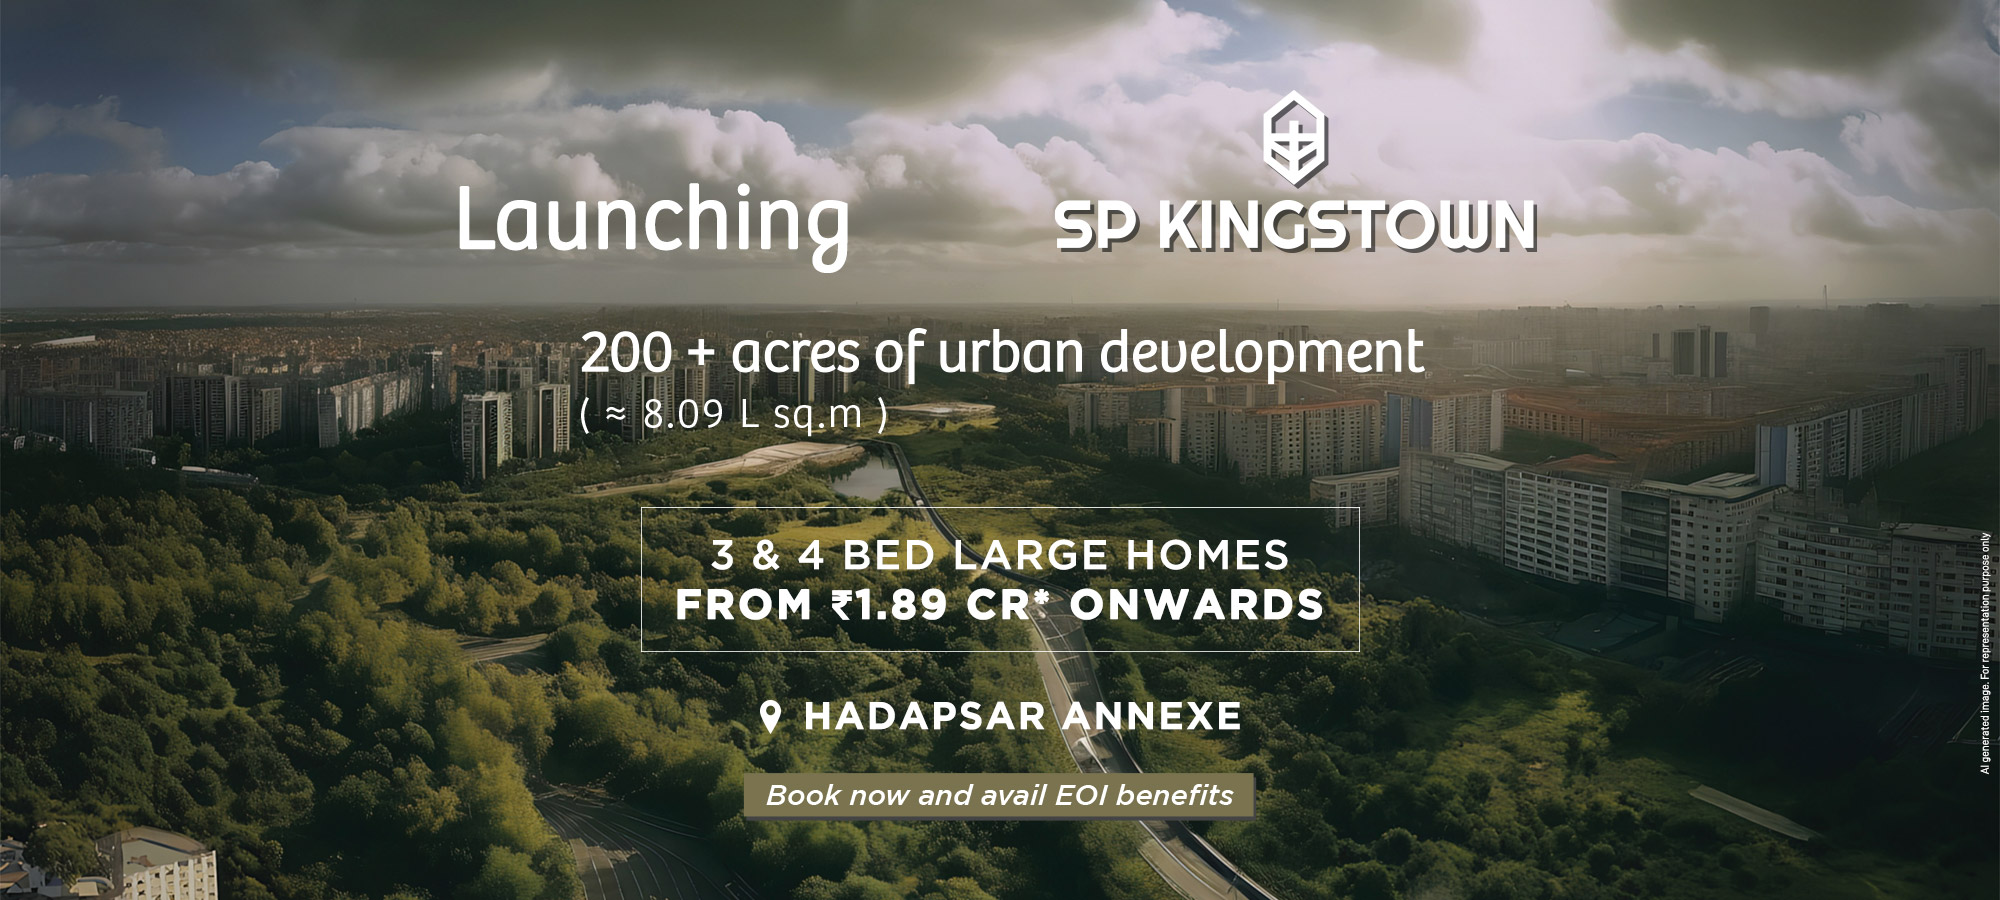 Launching
SP KINGSTOWN
200 + acres of urban development
( ≈ 8.09 L sq.m )
3 & 4 BED LARGE HOMES
FROM ₹1.89 CR* ONWARDS
HADAPSAR ANNEXE
Book now and avail EOI benefits
AI generated image. For representation purpose only